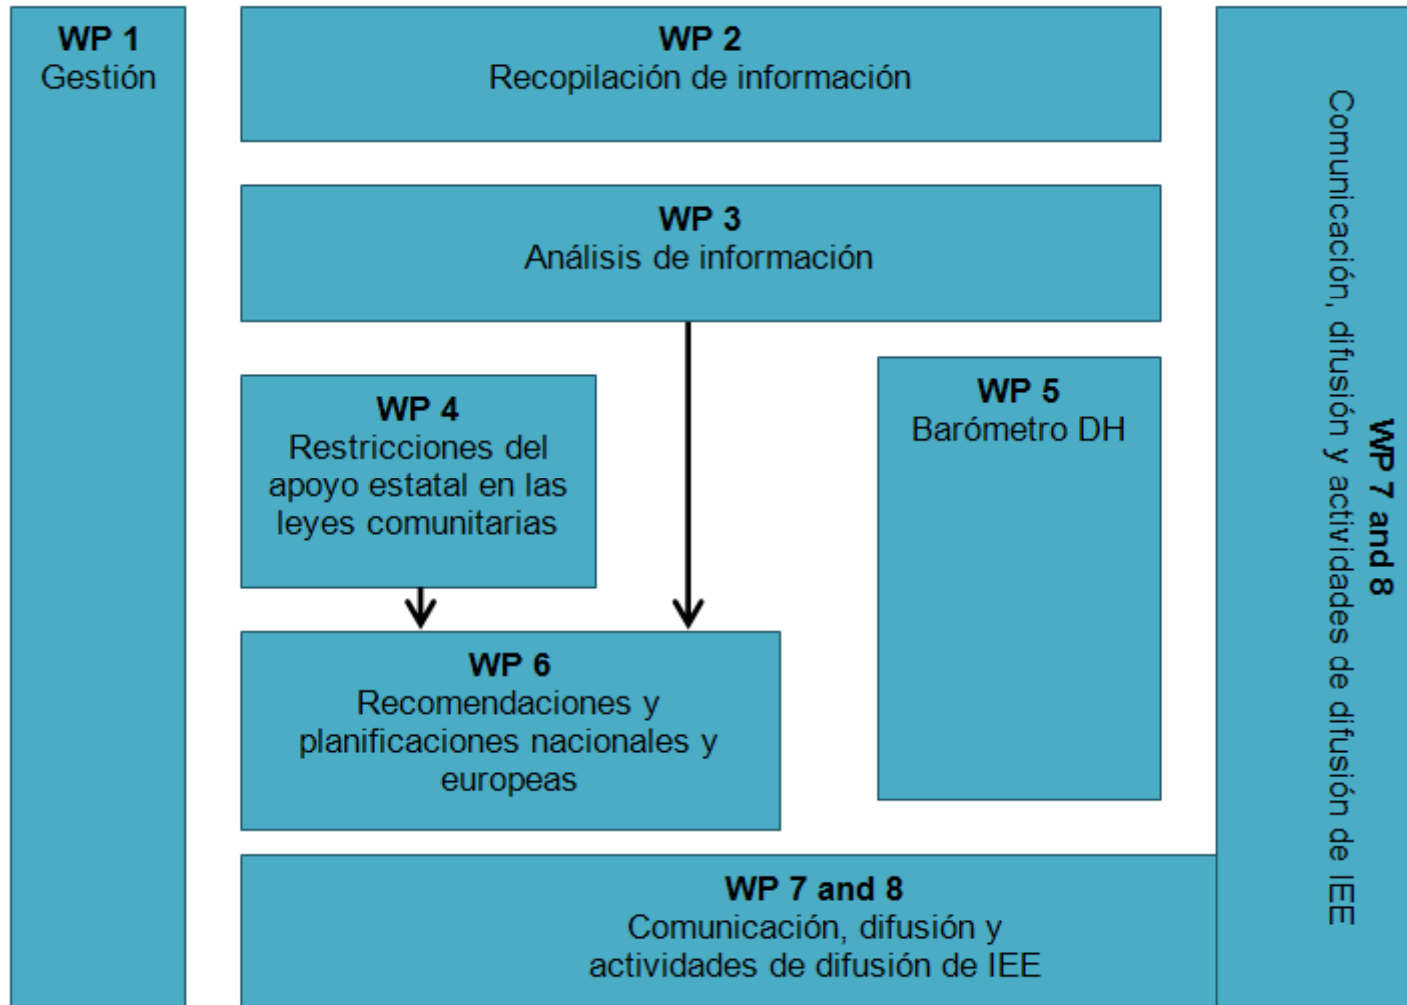 WP 1
Gestión
WP 2
Recopilación de información
WP 3
Análisis de información
WP 4
Restricciones del
apoyo estatal en las
leyes comunitarias
WP 5
Barómetro DH
WP 6
Recomendaciones y
planificaciones nacionales y
europeas
WP 7 and 8
Comunicación, difusión y
actividades de difusión de IEE
WP 7 and 8
Comunicación, difusión y actividades de difusión de IEE